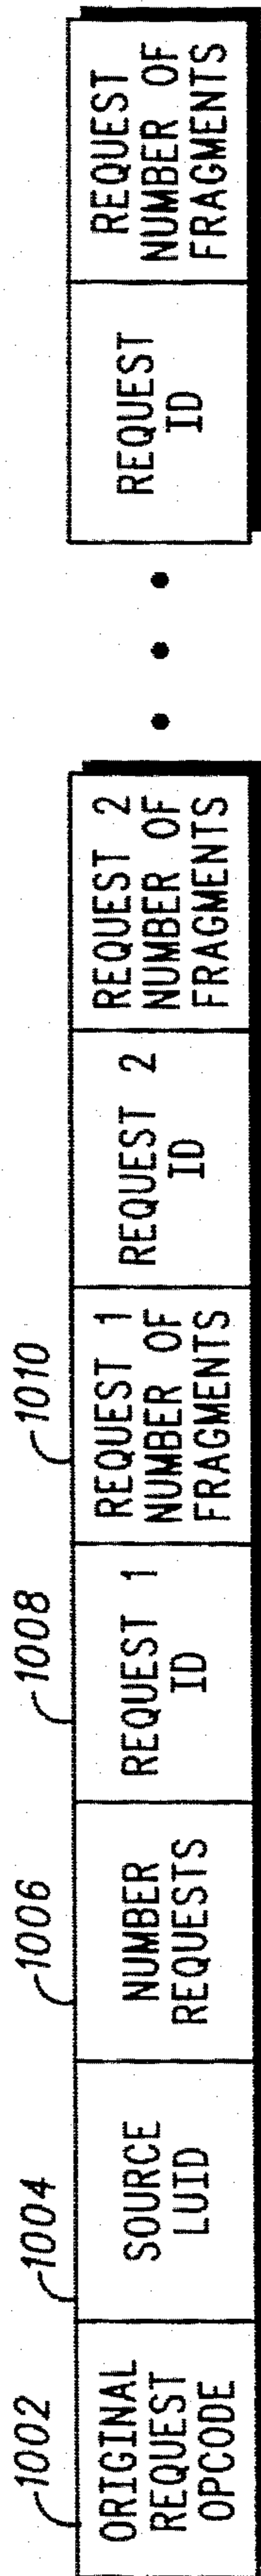 1002
1004
1006
1008
1010
ORIGINAL
REQUEST
OPCODE
SOURCE
LUID
NUMBER
REQUESTS
REQUEST 1
ID
REQUEST 1
NUMBER OF
FRAGMENTS
REQUEST 2
ID
REQUEST 2
NUMBER OF
FRAGMENTS
REQUEST
ID
REQUEST
NUMBER OF
FRAGMENTS